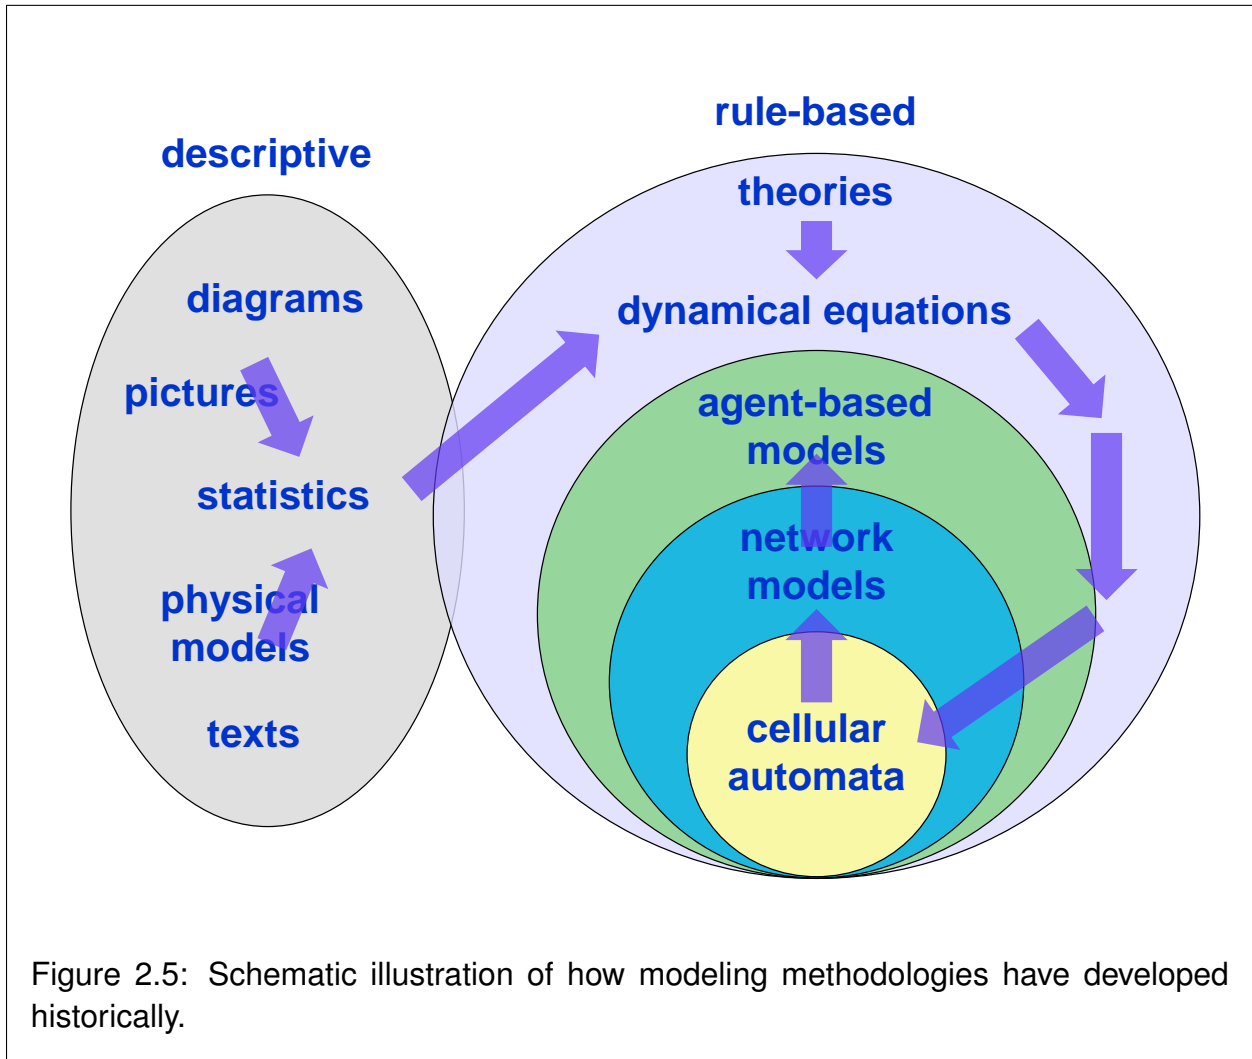 descriptive
diagrams
pictures
statistics
physical
models
texts
rule-based
theories
dynamical equations
agent-based
models
network
models
cellular
automata
Figure 2.5: Schematic illustration of how modeling methodologies have developed
historically.